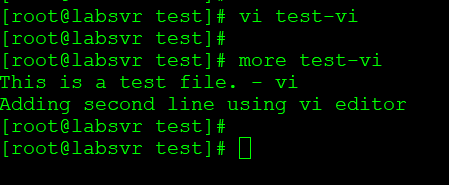 [root@labsvr test]# vi test-vi
[root@labsvr test]#
[root@labsvr test]# more test-vi
This is a test file. - vi
Adding second line using vi editor
[root@labsvr test]#
[root@labsvr test]#